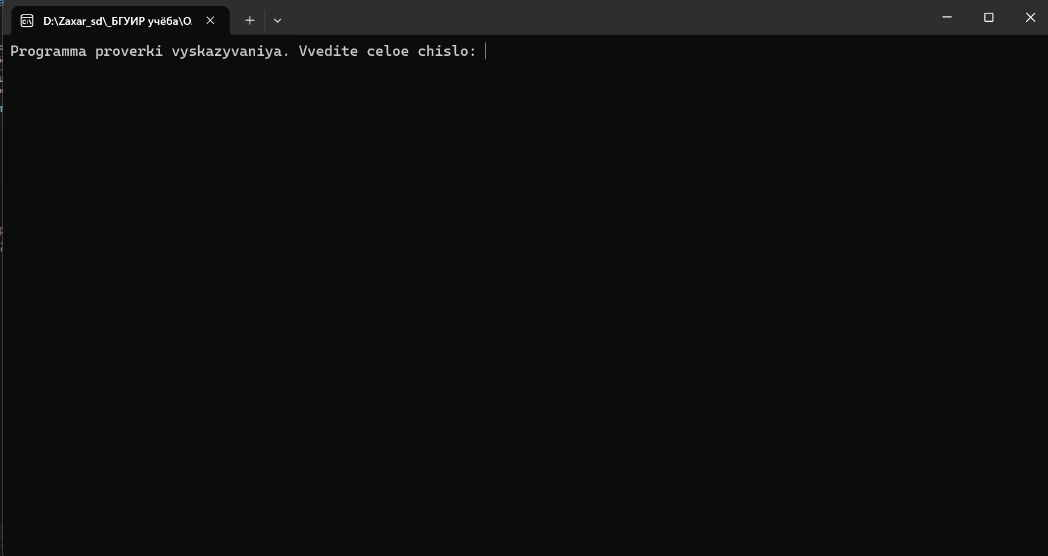 D:\Zaxar_sd\_БГУИР учёба\О.
Programma proverki vyskazyvaniya. Vvedite celoe chislo: